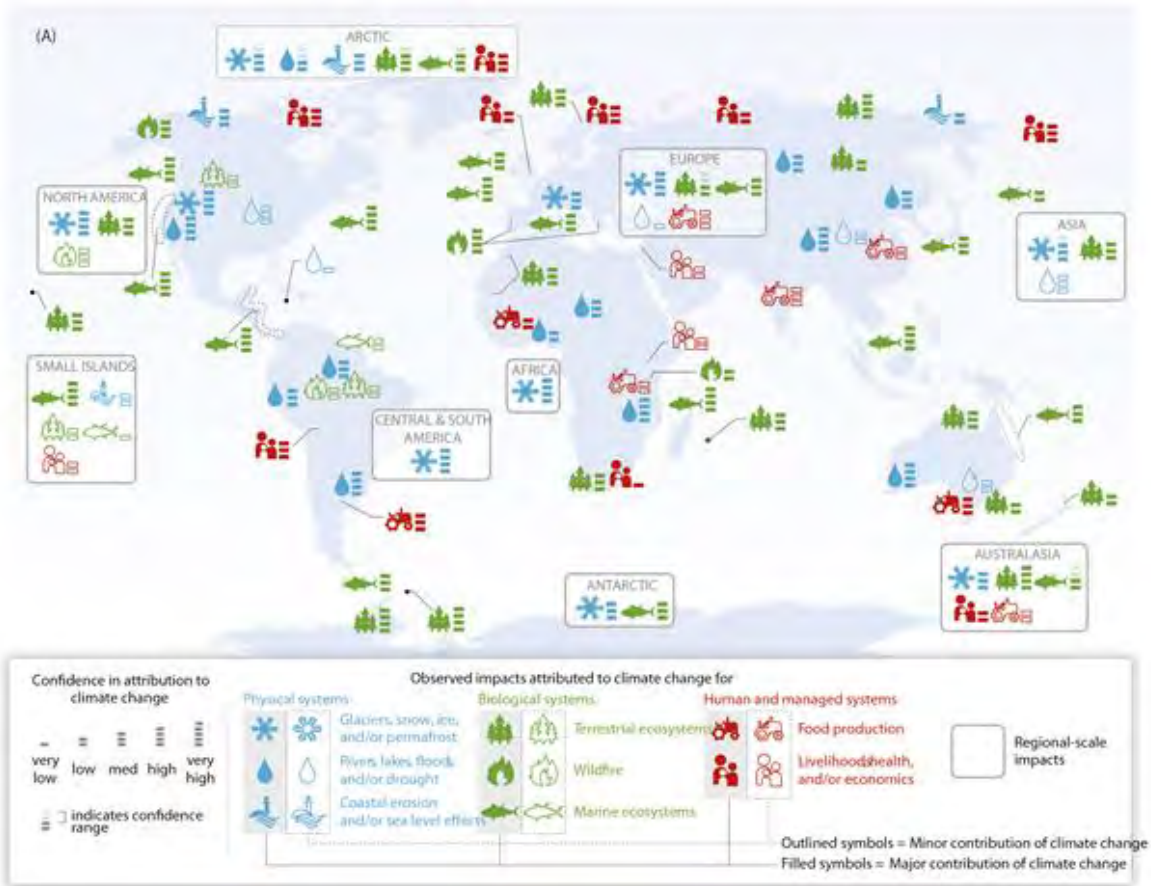 (A)
ARCTIC
NORTH AMERICA
EUROPE
ASIA
SMALL ISLANDS
AFRICA
CENTRAL & SOUTH
AMERICA
ANTARCTIC
AUSTRALASIA
Confidence in attribution to
climate change
very
low
low
med
high
very
high
indicates confidence
range
Observed impacts attributed to climate change for
Physical systems
Glaciers, snow, ice,
and/or permafrost
Rivers, lakes, floods,
and/or drought
Coastal erosion
and/or sea level effects
Biological systems
Terrestrial ecosystems
Wildfire
Marine ecosystems
Human and managed systems
Food production
Livelihoods, health,
and/or economics
Regional-scale
impacts
Outlined symbols = Minor contribution of climate change
Filled symbols = Major contribution of climate change